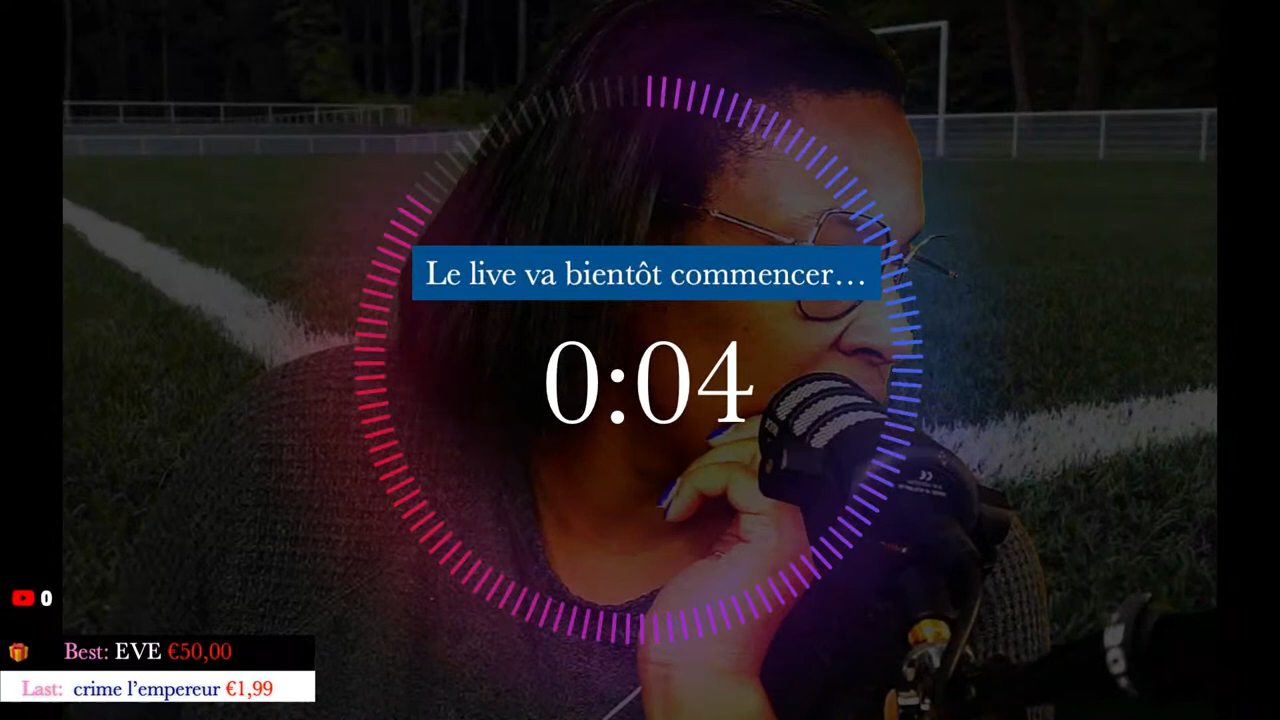 Le live va bientôt commencer…
0:04
0
Best: EVE €50,00
Last: crime l’empereur €1,99